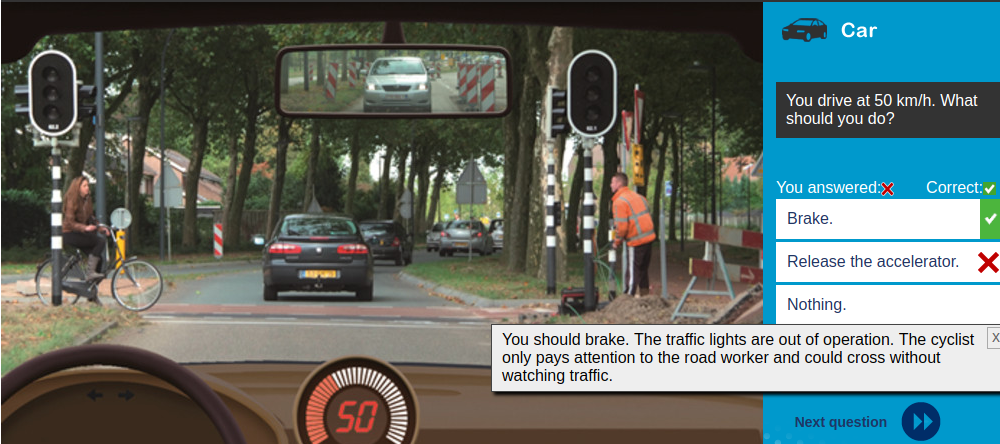 Car
You drive at 50 km/h. What
should you do?
You answered:
Correct:
Brake.
Release the accelerator.
Nothing.
You should brake. The traffic lights are out of operation. The cyclist
only pays attention to the road worker and could cross without
watching traffic.
X
50
Next question